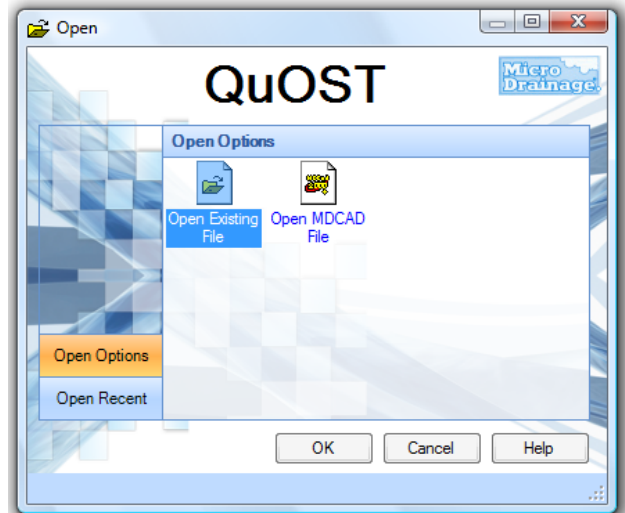 Open
QuOST
Micro
Drainage
Open Options
Open Existing
File
Open MDCAD
File
Open Options
Open Recent
OK
Cancel
Help